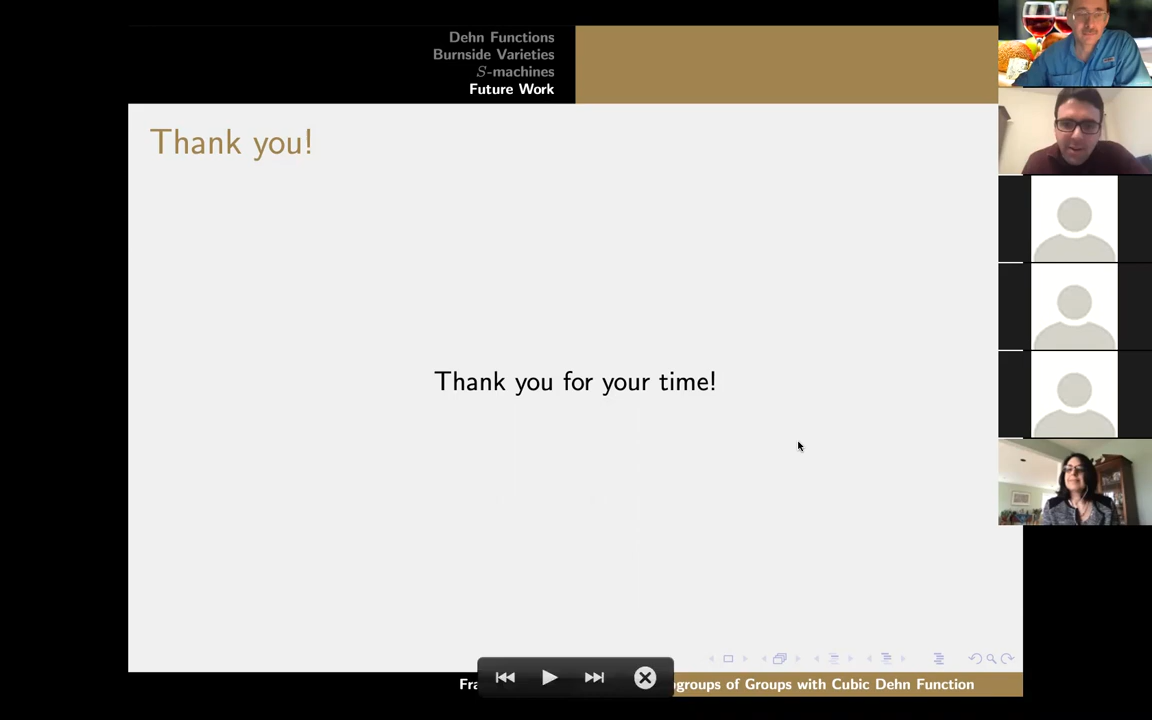 Dehn Functions
Burnside Varieties
S-machines
Future Work
Thank you!
Thank you for your time!
groups of Groups with Cubic Dehn Function